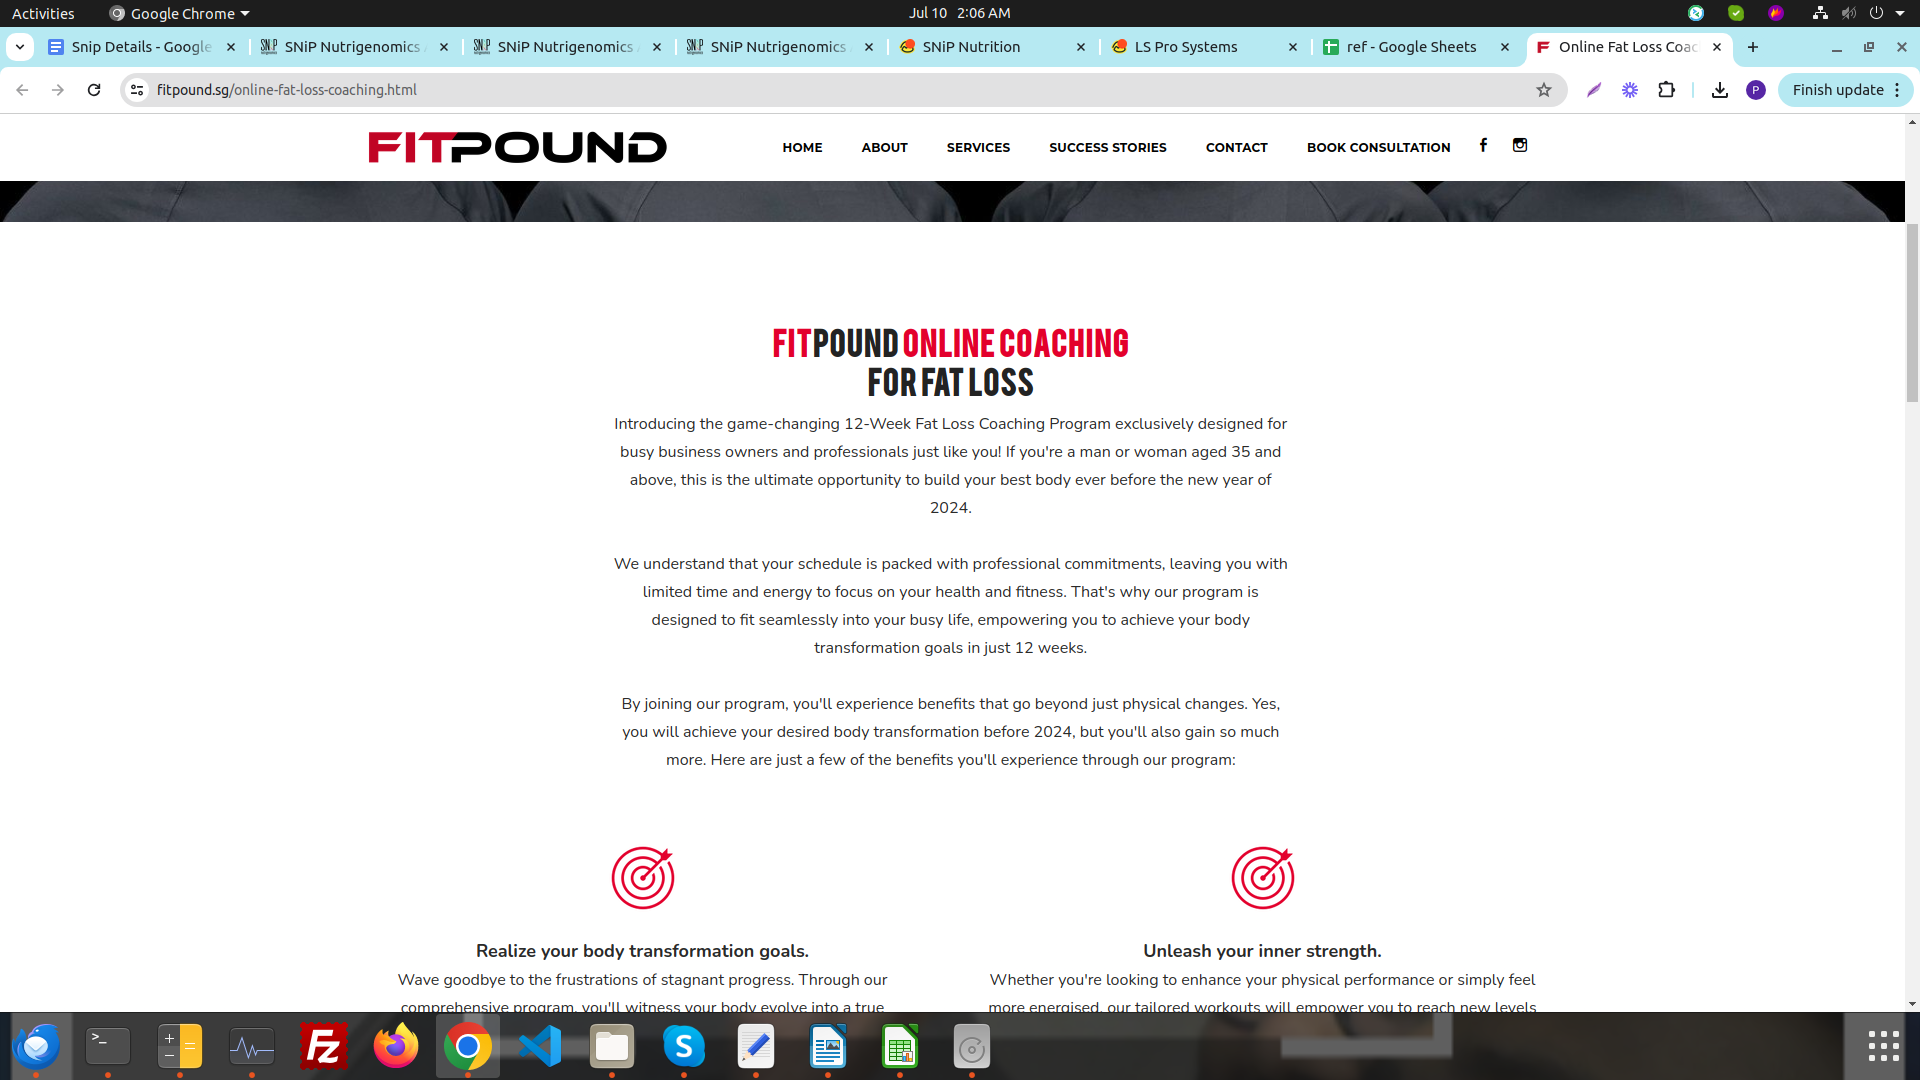 Activities
Google Chrome
Jul 10 2:06 AM
Snip Details - Google
SNiP Nutrigenomics
SNiP Nutrigenomics
SNiP Nutrigenomics
SNiP Nutrition
LS Pro Systems
ref - Google Sheets
Online Fat Loss Coac
fitpound.sg/online-fat-loss-coaching.html
P
Finish update
FITPOUND
HOME
ABOUT
SERVICES
SUCCESS STORIES
CONTACT
BOOK CONSULTATION
FITPOUND ONLINE COACHING
FOR FAT LOSS
Introducing the game-changing 12-Week Fat Loss Coaching Program exclusively designed for
busy business owners and professionals just like you! If you're a man or woman aged 35 and
above, this is the ultimate opportunity to build your best body ever before the new year of
2024.
We understand that your schedule is packed with professional commitments, leaving you with
limited time and energy to focus on your health and fitness. That's why our program is
designed to fit seamlessly into your busy life, empowering you to achieve your body
transformation goals in just 12 weeks.
By joining our program, you'll experience benefits that go beyond just physical changes. Yes,
you will achieve your desired body transformation before 2024, but you'll also gain so much
more. Here are just a few of the benefits you'll experience through our program:
Realize your body transformation goals.
Wave goodbye to the frustrations of stagnant progress. Through our
comprehensive program, you'll witness your body evolve into a true
Unleash your inner strength.
Whether you're looking to enhance your physical performance or simply feel
more energised, our tailored workouts will empower you to reach new levels